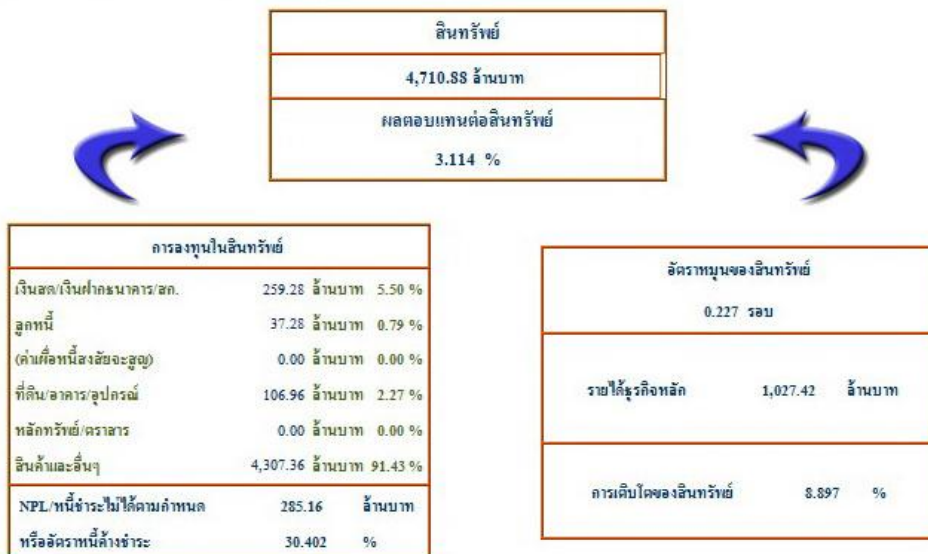 สินทรัพย์
4,710.88 ล้านบาท
ผลตอบแทนต่อสินทรัพย์
3.114 %
การลงทุนในสินทรัพย์
เงินสด/เงินฝากธนาคาร/สถ. 259.28 ล้านบาท 5.50 %
ลูกหนี้ 37.28 ล้านบาท 0.79 %
(ค่าเผื่อหนี้สงสัยจะสูญ) 0.00 ล้านบาท 0.00 %
ที่ดิน/อาคาร/อุปกรณ์ 106.96 ล้านบาท 2.27 %
หลักทรัพย์/ตราสาร 0.00 ล้านบาท 0.00 %
สินค้าและอื่นๆ 4,307.36 ล้านบาท 91.43 %
NPL/หนี้ชำระไม่ได้ตามกำหนด 285.16 ล้านบาท
หรืออัตราหนี้ค้างชำระ 30.402 %
อัตราหมุนของสินทรัพย์
0.227 รอบ
รายได้ธุรกิจหลัก 1,027.42 ล้านบาท
การเติบโตของสินทรัพย์ 8.897 %